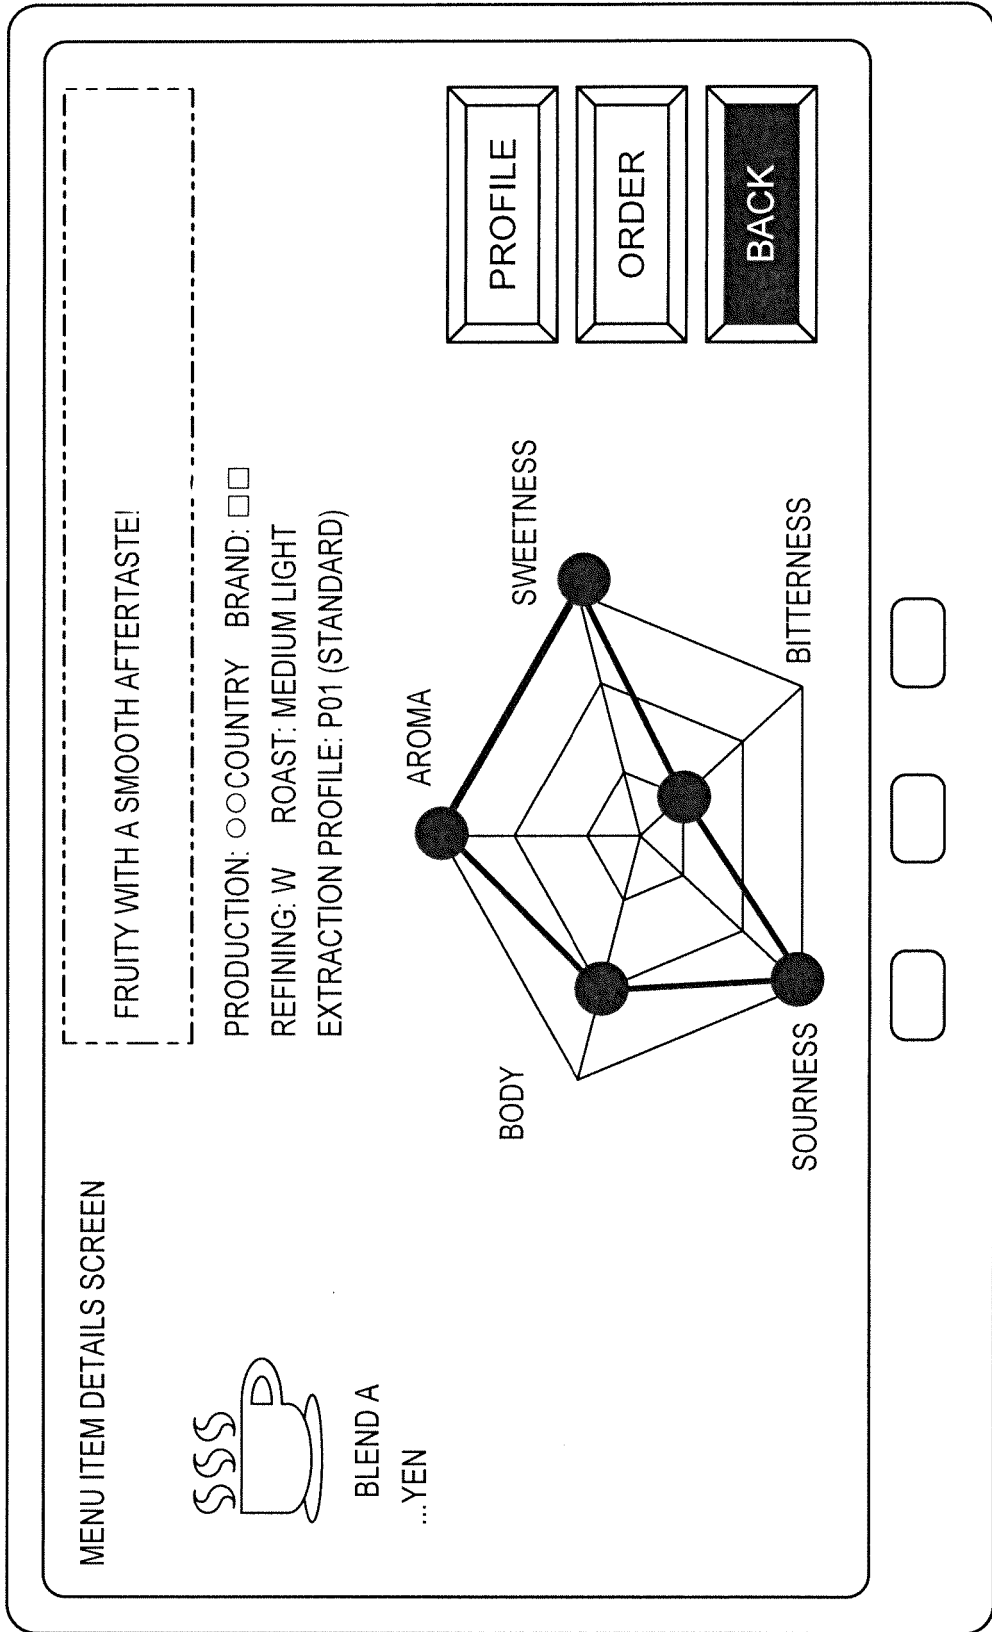 MENU ITEM DETAILS SCREEN
FRUITY WITH A SMOOTH AFTERTASTE!
PRODUCTION: ○○COUNTRY BRAND: □□
REFINING: W ROAST: MEDIUM LIGHT
EXTRACTION PROFILE: P01 (STANDARD)
BLEND A
...YEN
AROMA
SWEETNESS
BITTERNESS
SOURNESS
BODY
PROFILE
ORDER
BACK